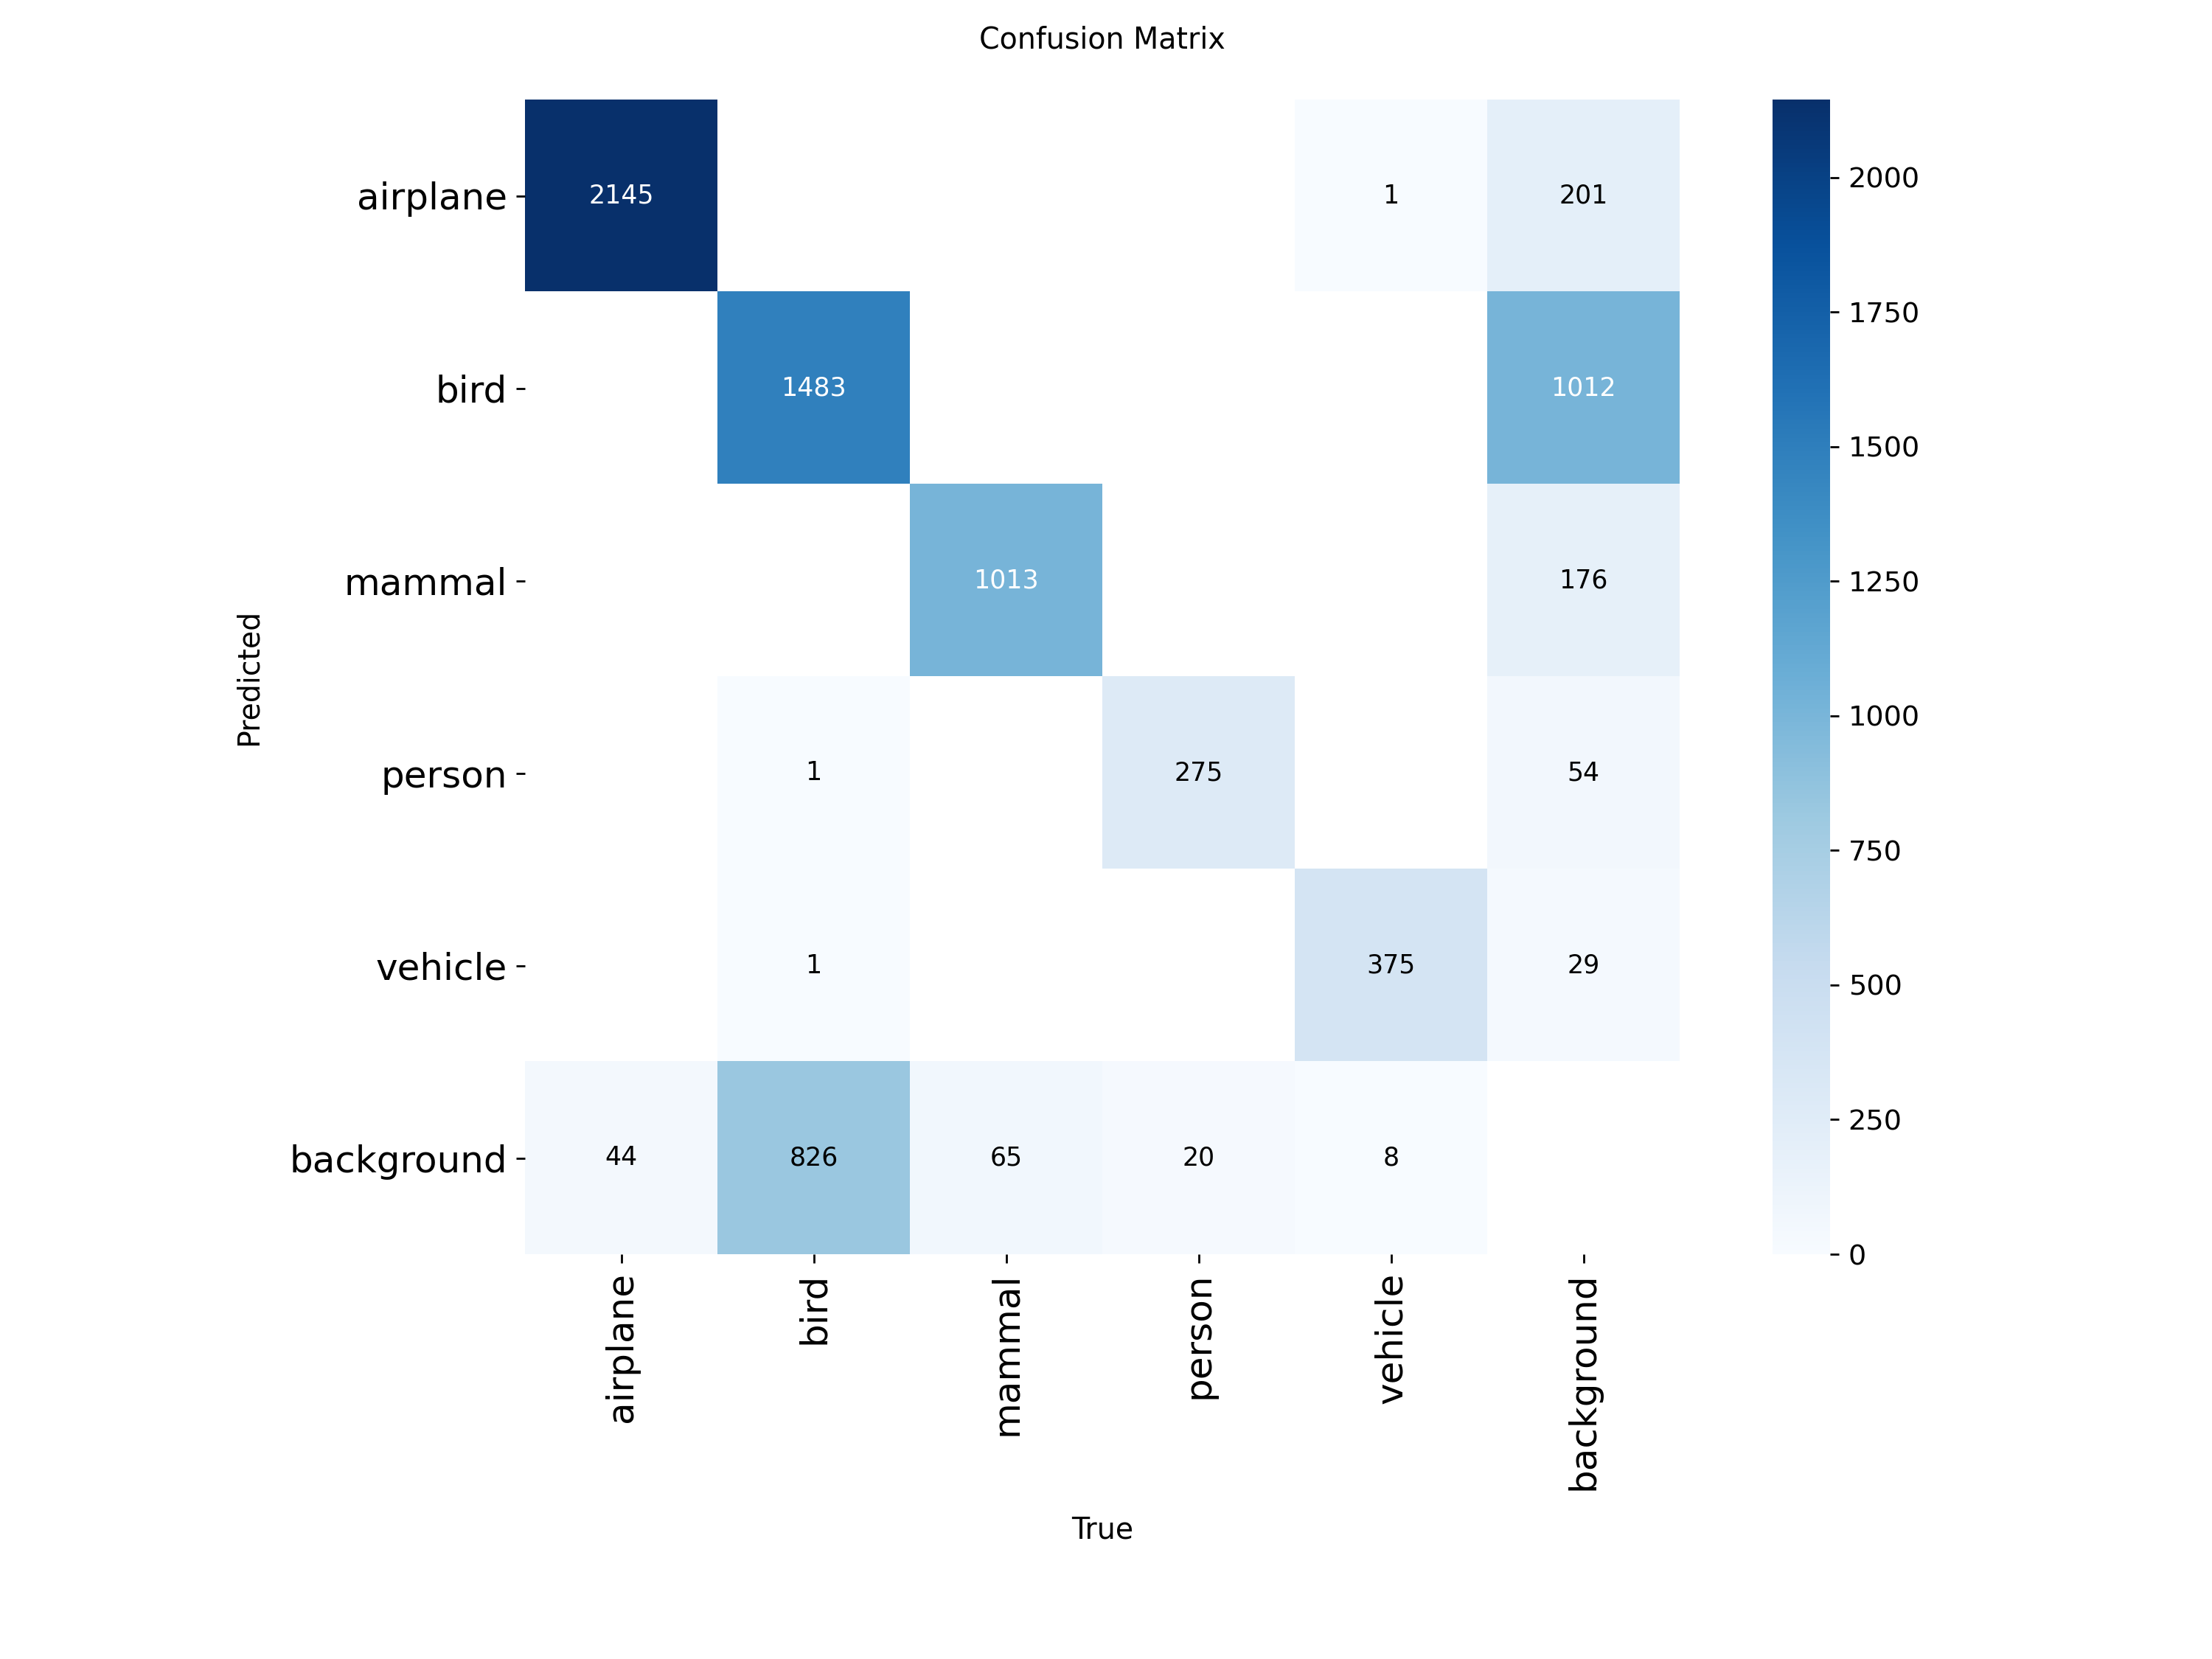 Confusion Matrix
airplane 2145 1 201
bird 1483 1012
mammal 1013 176
person 1 275 54
vehicle 1 375 29
background 44 826 65 20 8
airplane bird mammal person vehicle background
Predicted
True
2000
1750
1500
1250
1000
750
500
250
0